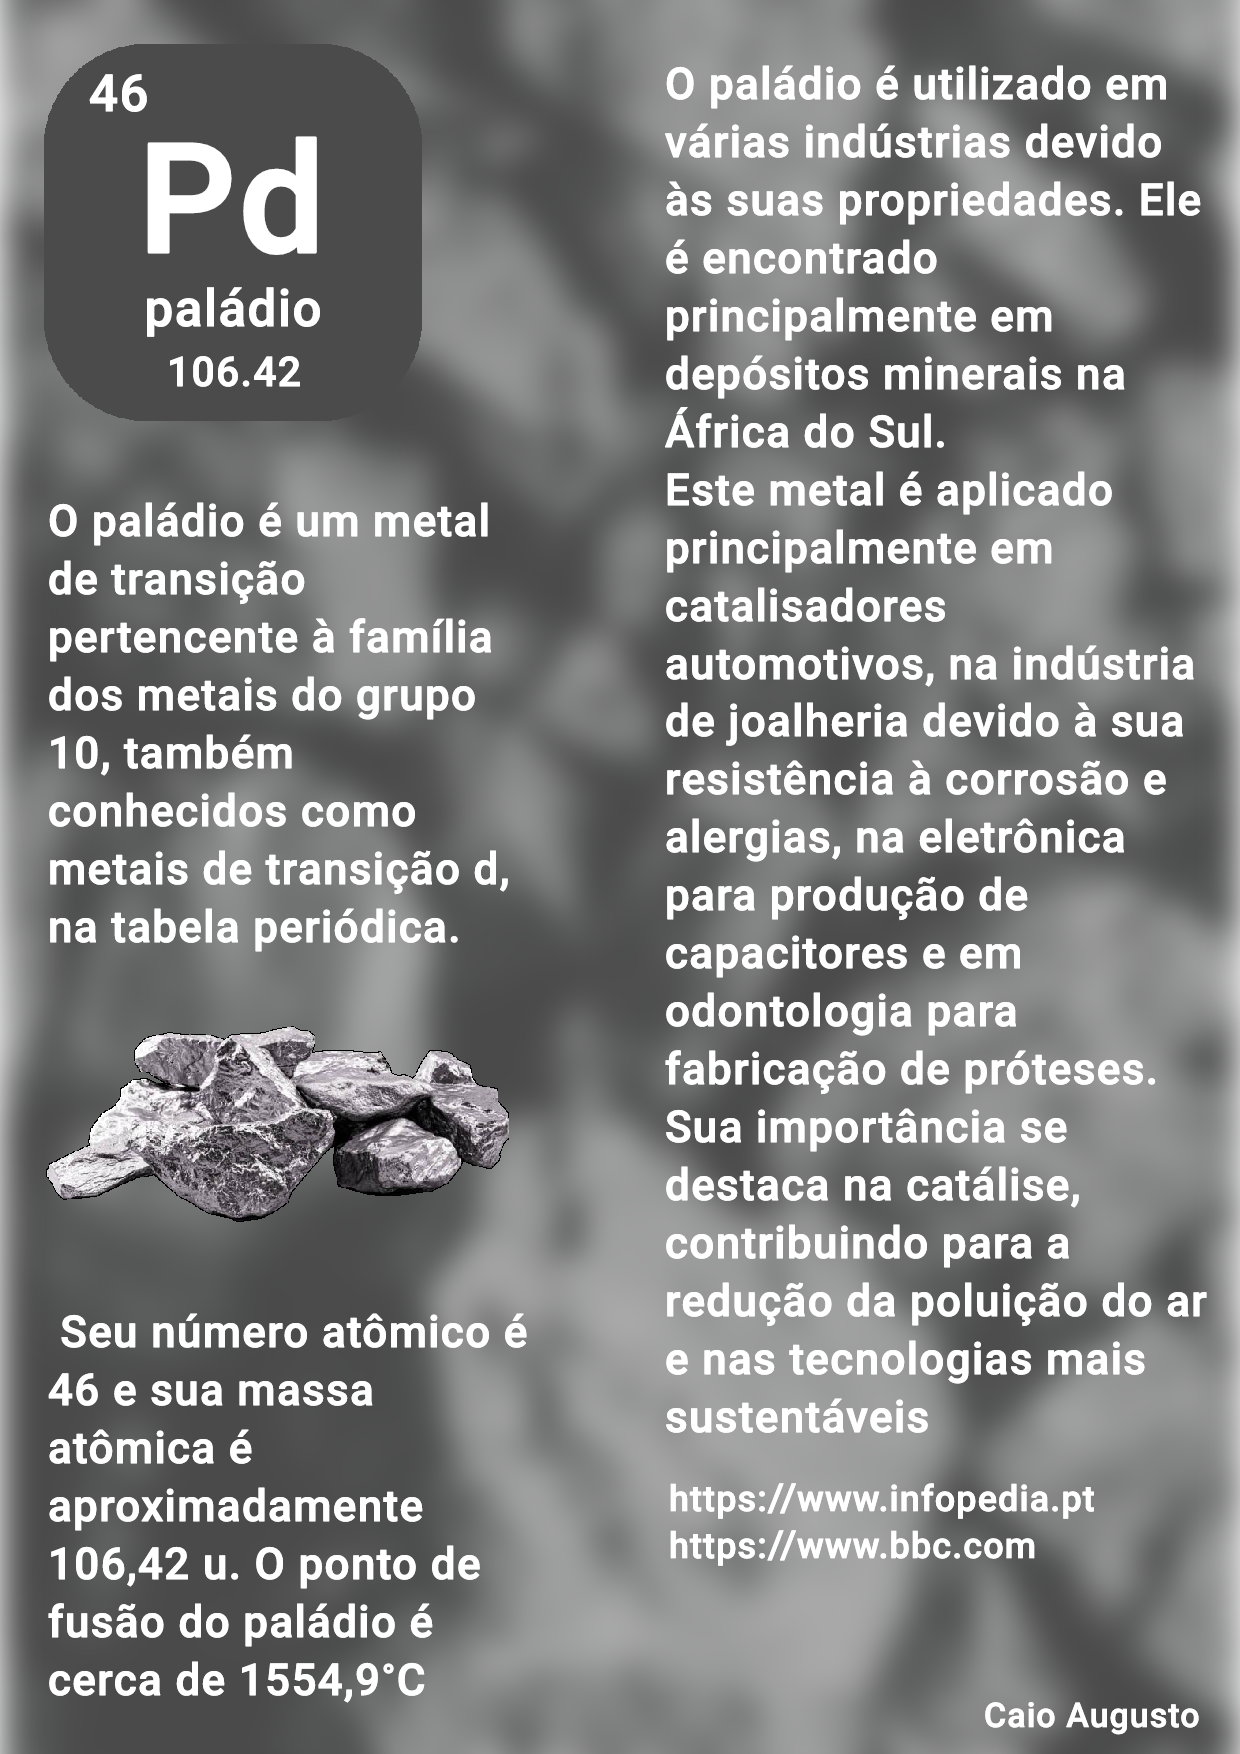 46
Pd
paládio
106.42
O paládio é um metal
de transição
pertencente à família
dos metais do grupo
10, também
conhecidos como
metais de transição d,
na tabela periódica.
Seu número atômico é
46 e sua massa
atômica é
aproximadamente
106,42 u. O ponto de
fusão do paládio é
cerca de 1554,9°C
O paládio é utilizado em
várias indústrias devido
às suas propriedades. Ele
é encontrado
principalmente em
depósitos minerais na
África do Sul.
Este metal é aplicado
principalmente em
catalisadores
automotivos, na indústria
de joalheria devido à sua
resistência à corrosão e
alergias, na eletrônica
para produção de
capacitores e em
odontologia para
fabricação de próteses.
Sua importância se
destaca na catálise,
contribuindo para a
redução da poluição do ar
e nas tecnologias mais
sustentáveis
https://www.infopedia.pt
https://www.bbc.com
Caio Augusto